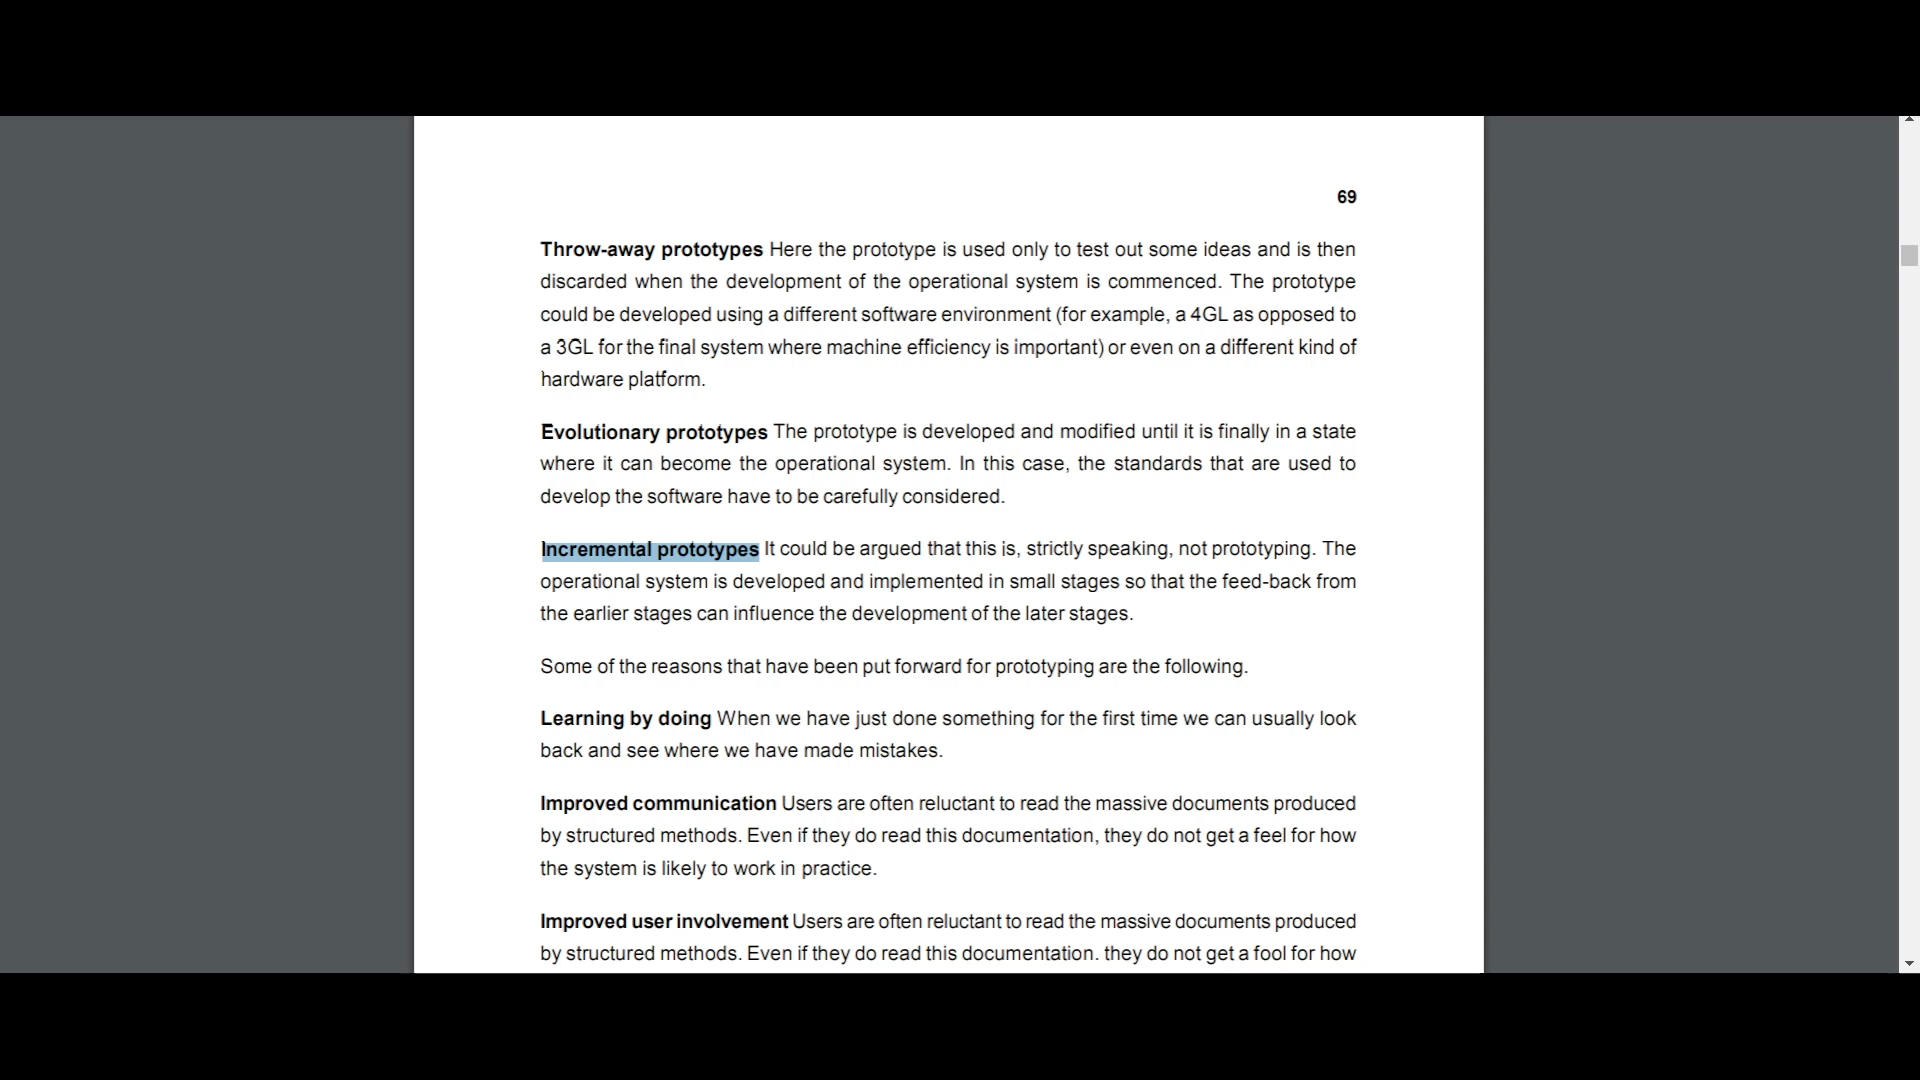 69
Throw-away prototypes Here the prototype is used only to test out some ideas and is then
discarded when the development of the operational system is commenced. The prototype
could be developed using a different software environment (for example, a 4GL as opposed to
a 3GL for the final system where machine efficiency is important) or even on a different kind of
hardware platform.
Evolutionary prototypes The prototype is developed and modified until it is finally in a state
where it can become the operational system. In this case, the standards that are used to
develop the software have to be carefully considered.
Incremental prototypes It could be argued that this is, strictly speaking, not prototyping. The
operational system is developed and implemented in small stages so that the feed-back from
the earlier stages can influence the development of the later stages.
Some of the reasons that have been put forward for prototyping are the following.
Learning by doing When we have just done something for the first time we can usually look
back and see where we have made mistakes.
Improved communication Users are often reluctant to read the massive documents produced
by structured methods. Even if they do read this documentation, they do not get a feel for how
the system is likely to work in practice.
Improved user involvement Users are often reluctant to read the massive documents produced
by structured methods. Even if they do read this documentation. they do not get a fool for how